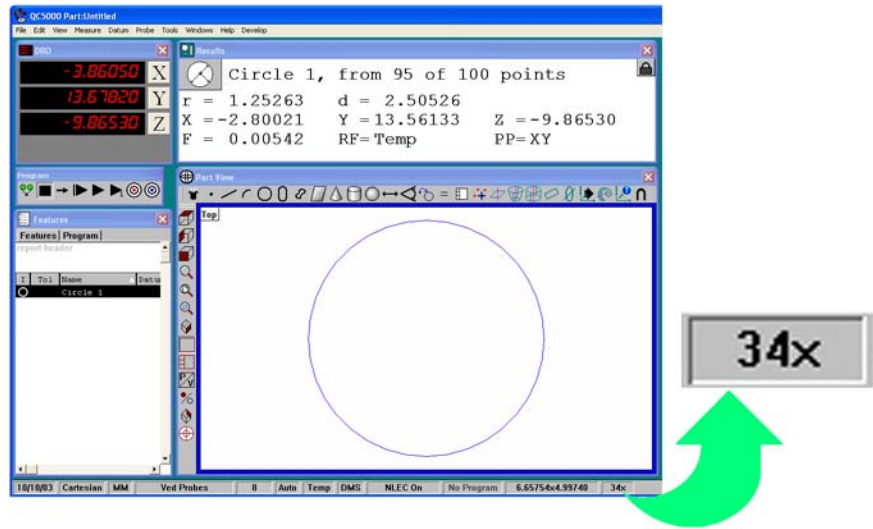 QC5000 Part:Untitled
File Edit View Measure Datum Probe Tools Windows Help Develop
DRO
-3.86050 X
13.67820 Y
-9.86530 Z
Results
Circle 1, from 95 of 100 points
r = 1.25263 d = 2.50526
X =-2.80021 Y =13.56133 Z =-9.86530
F = 0.00542 RF=Temp PP=XY
Program
Features
Features Program
report header
I Tol Name Datu
Circle 1
Part View
Top
34x
10/10/03 Cartesian MM Ved Probes 8 Auto Temp DMS NLEC On No Program 6.65754x4.99740 34x